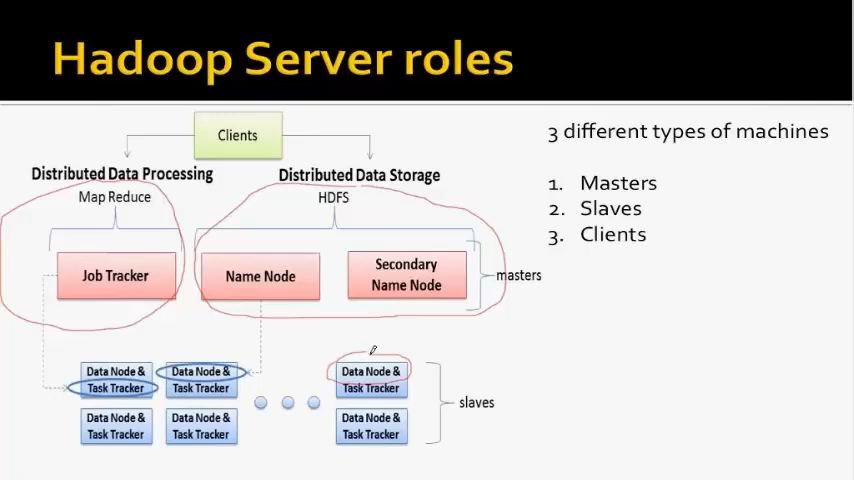 Hadoop Server roles
Clients
Distributed Data Processing
Map Reduce
Distributed Data Storage
HDFS
Job Tracker
Name Node
Secondary
Name Node
masters
Data Node &
Task Tracker
Data Node &
Task Tracker
Data Node &
Task Tracker
Data Node &
Task Tracker
Data Node &
Task Tracker
Data Node &
Task Tracker
slaves
3 different types of machines
1. Masters
2. Slaves
3. Clients